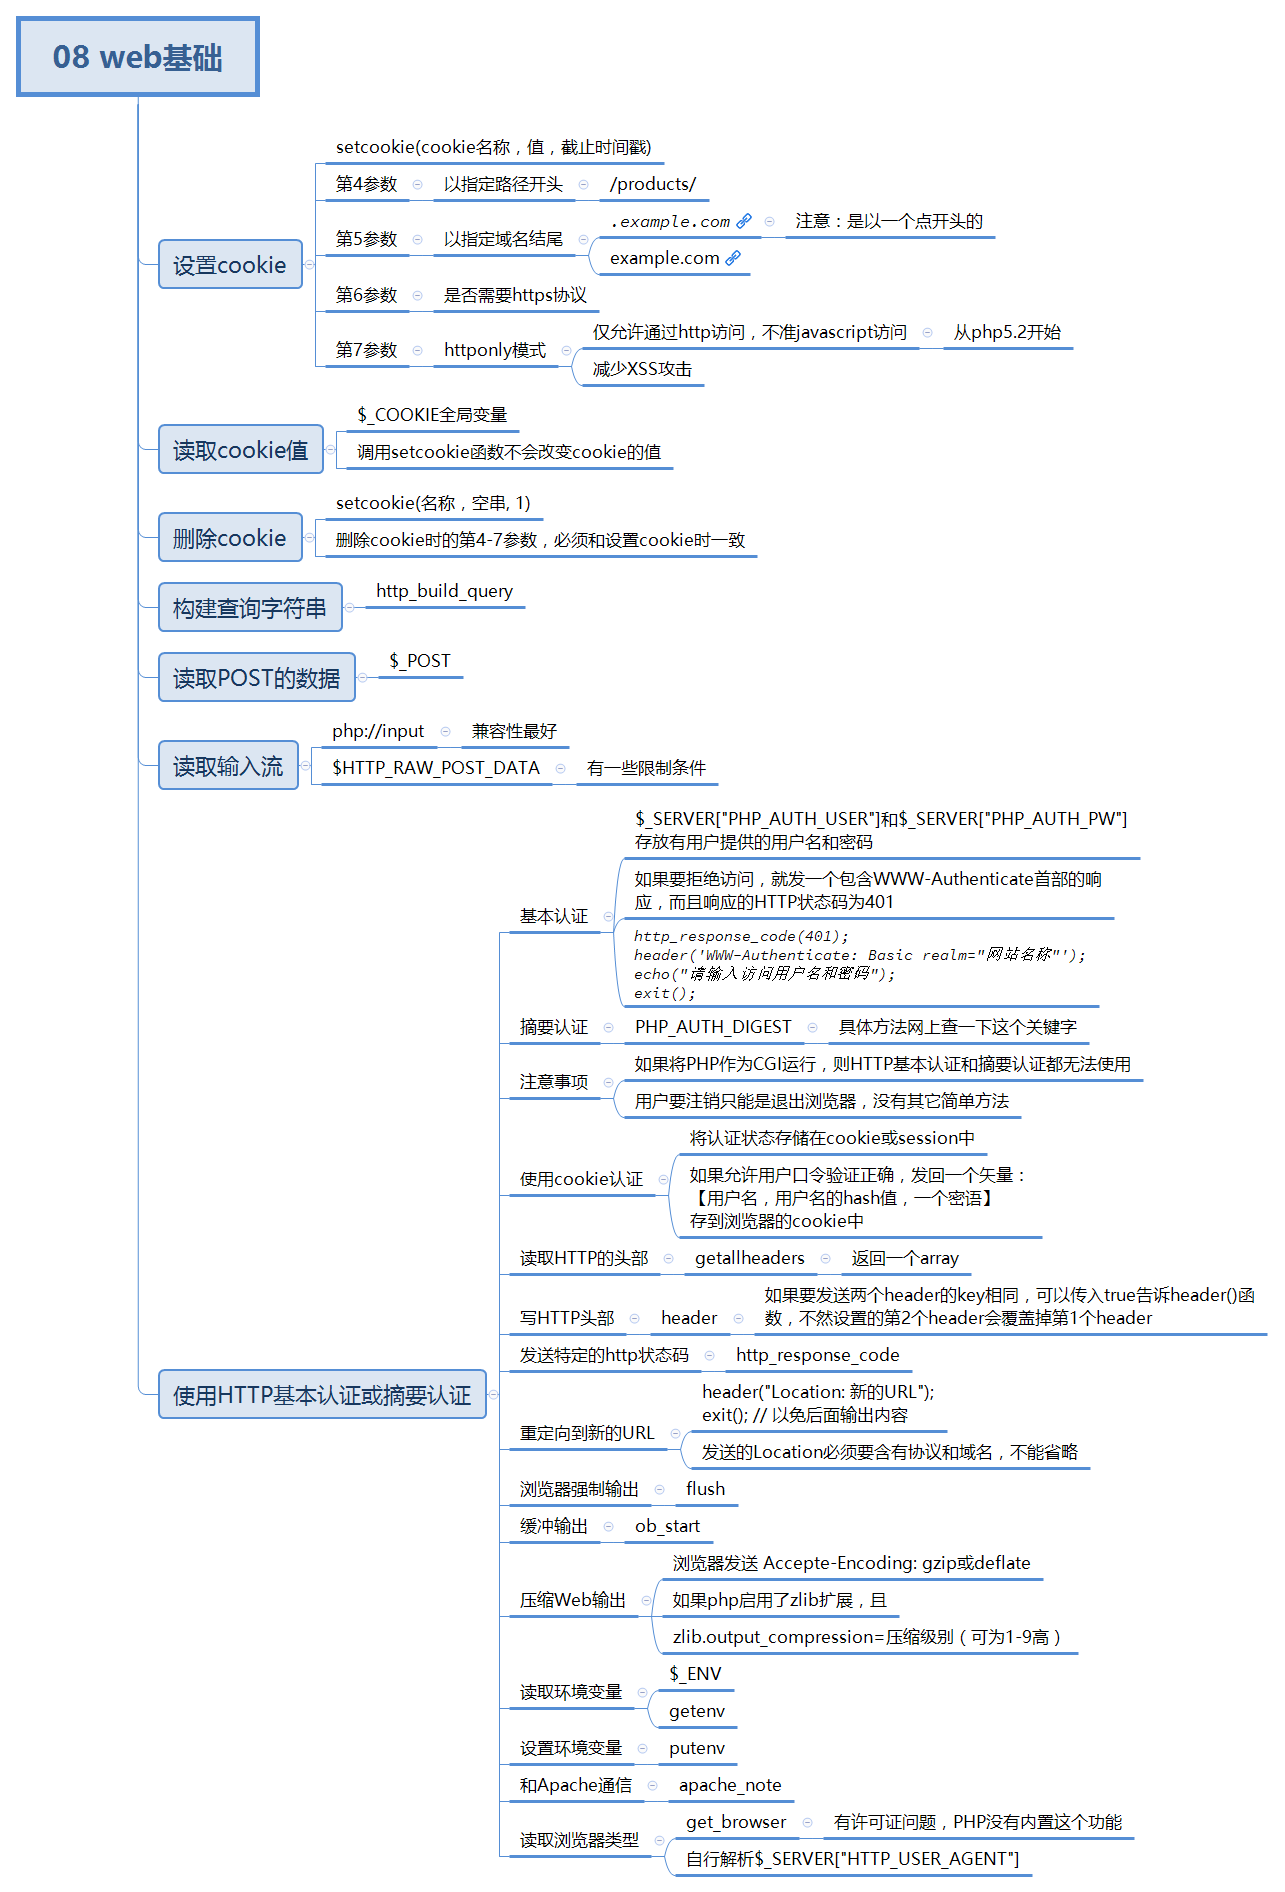 08 web基础
设置cookie
setcookie(cookie名称，值，截止时间戳)
第4参数
以指定路径开头
/products/
第5参数
以指定域名结尾
.example.com
注意：是以一个点开头的
example.com
第6参数
是否需要https协议
第7参数
httponly模式
仅允许通过http访问，不准javascript访问
从php5.2开始
减少XSS攻击
读取cookie值
$_COOKIE全局变量
调用setcookie函数不会改变cookie的值
删除cookie
setcookie(名称，空串, 1)
删除cookie时的第4-7参数，必须和设置cookie时一致
构建查询字符串
http_build_query
读取POST的数据
$_POST
读取输入流
php://input
兼容性最好
$HTTP_RAW_POST_DATA
有一些限制条件
使用HTTP基本认证或摘要认证
基本认证
$_SERVER["PHP_AUTH_USER"]和$_SERVER["PHP_AUTH_PW"]
存放有用户提供的用户名和密码
如果要拒绝访问，就发一个包含WWW-Authenticate首部的响
应，而且响应的HTTP状态码为401
http_response_code(401);
header('WWW-Authenticate: Basic realm="网站名称"');
echo("请输入访问用户名和密码");
exit();
摘要认证
PHP_AUTH_DIGEST
具体方法网上查一下这个关键字
注意事项
如果将PHP作为CGI运行，则HTTP基本认证和摘要认证都无法使用
用户要注销只能是退出浏览器，没有其它简单方法
使用cookie认证
将认证状态存储在cookie或session中
如果允许用户口令验证正确，发回一个矢量：
【用户名，用户名的hash值，一个密语】
存到浏览器的cookie中
读取HTTP的头部
getallheaders
返回一个array
写HTTP头部
header
如果要发送两个header的key相同，可以传入true告诉header()函
数，不然设置的第2个header会覆盖掉第1个header
发送特定的http状态码
http_response_code
重定向到新的URL
header("Location: 新的URL");
exit(); // 以免后面输出内容
发送的Location必须要含有协议和域名，不能省略
浏览器强制输出
flush
缓冲输出
ob_start
压缩Web输出
浏览器发送 Accepte-Encoding: gzip或deflate
如果php启用了zlib扩展，且
zlib.output_compression=压缩级别（可为1-9高）
读取环境变量
$_ENV
getenv
设置环境变量
putenv
和Apache通信
apache_note
读取浏览器类型
get_browser
有许可证问题，PHP没有内置这个功能
自行解析$_SERVER["HTTP_USER_AGENT"]